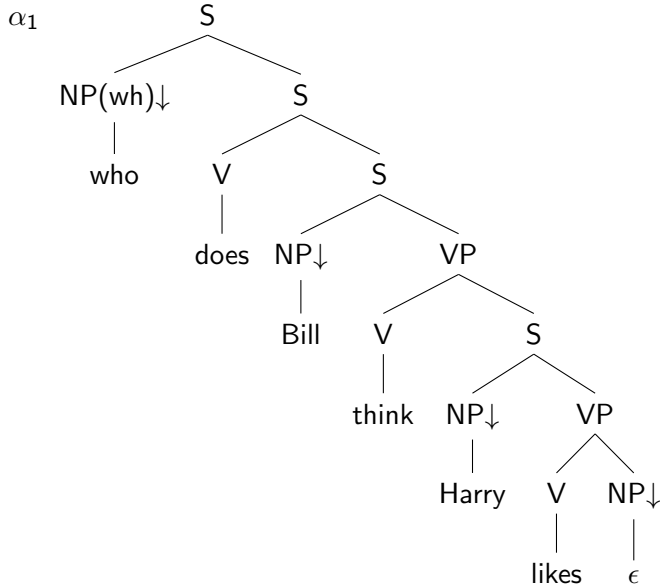 α1 S
NP(wh)↓ S
who V S
does NP↓ VP
Bill V S
think NP↓ VP
Harry V NP↓
likes ϵ